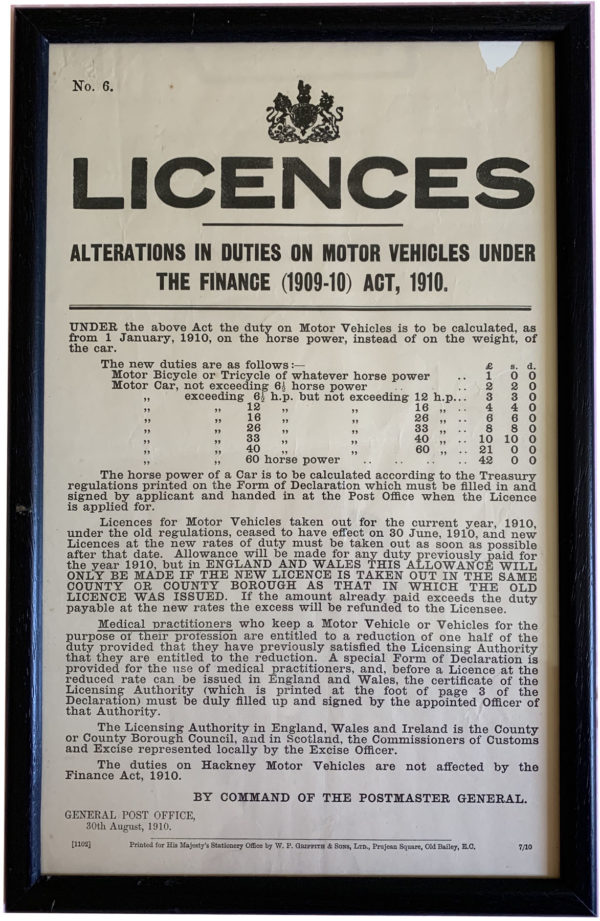 No. 6.
LICENCES
ALTERATIONS IN DUTIES ON MOTOR VEHICLES UNDER
THE FINANCE (1909-10) ACT, 1910.
UNDER the above Act the duty on Motor Vehicles is to be calculated, as
from 1 January, 1910, on the horse power, instead of on the weight, of
the car.
The new duties are as follows:— £ s. d.
Motor Bicycle or Tricycle of whatever horse power .. 1 0 0
Motor Car, not exceeding 6½ horse power .. .. 2 2 0
„ exceeding 6½ h.p. but not exceeding 12 h.p... 3 3 0
„ „ 12 „ „ 16 „ .. 4 4 0
„ „ 16 „ „ 26 „ .. 6 6 0
„ „ 26 „ „ 33 „ .. 8 8 0
„ „ 33 „ „ 40 „ .. 10 10 0
„ „ 40 „ „ 60 „ .. 21 0 0
„ „ 60 horse power .. .. .. .. 42 0 0
The horse power of a Car is to be calculated according to the Treasury
regulations printed on the Form of Declaration which must be filled in and
signed by applicant and handed in at the Post Office when the Licence
is applied for.
Licences for Motor Vehicles taken out for the current year, 1910,
under the old regulations, ceased to have effect on 30 June, 1910, and new
Licences at the new rates of duty must be taken out as soon as possible
after that date. Allowance will be made for any duty previously paid for
the year 1910, but in ENGLAND AND WALES THIS ALLOWANCE WILL
ONLY BE MADE IF THE NEW LICENCE IS TAKEN OUT IN THE SAME
COUNTY OR COUNTY BOROUGH AS THAT IN WHICH THE OLD
LICENCE WAS ISSUED. If the amount already paid exceeds the duty
payable at the new rates the excess will be refunded to the Licensee.
Medical practitioners who keep a Motor Vehicle or Vehicles for the
purpose of their profession are entitled to a reduction of one half of the
duty provided that they have previously satisfied the Licensing Authority
that they are entitled to the reduction. A special Form of Declaration is
provided for the use of medical practitioners, and, before a Licence at the
reduced rate can be issued in England and Wales, the certificate of the
Licensing Authority (which is printed at the foot of page 3 of the
Declaration) must be duly filled up and signed by the appointed Officer of
that Authority.
The Licensing Authority in England, Wales and Ireland is the County
or County Borough Council, and in Scotland, the Commissioners of Customs
and Excise represented locally by the Excise Officer.
The duties on Hackney Motor Vehicles are not affected by the
Finance Act, 1910.
BY COMMAND OF THE POSTMASTER GENERAL.
GENERAL POST OFFICE,
30th August, 1910.
[1102] Printed for His Majesty's Stationery Office by W. P. GRIFFITH & SONS, LTD., Prujean Square, Old Bailey, E.C. 7/10